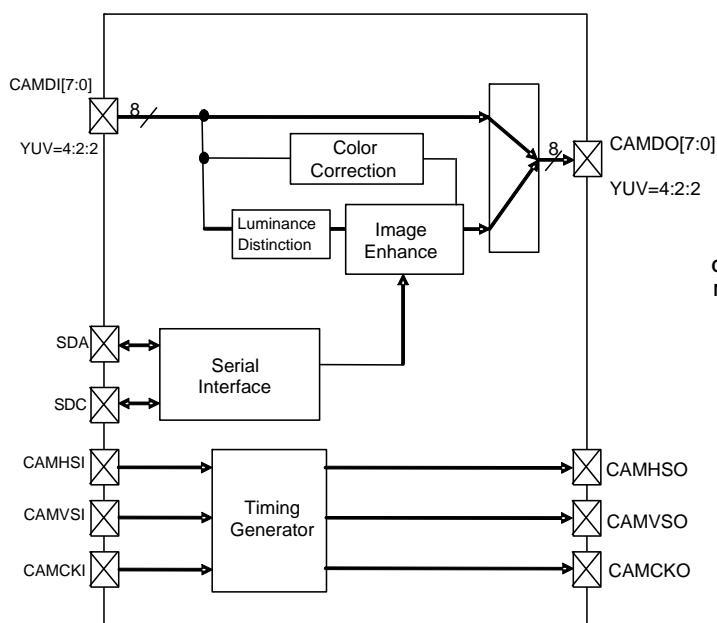 CAMDI[7:0]
8
YUV=4:2:2
Color
Correction
8
CAMDO[7:0]
YUV=4:2:2
Luminance
Distinction
Image
Enhance
SDA
SDC
Serial
Interface
CAMHSI
CAMVSI
CAMCKI
Timing
Generator
CAMHSO
CAMVSO
CAMCKO